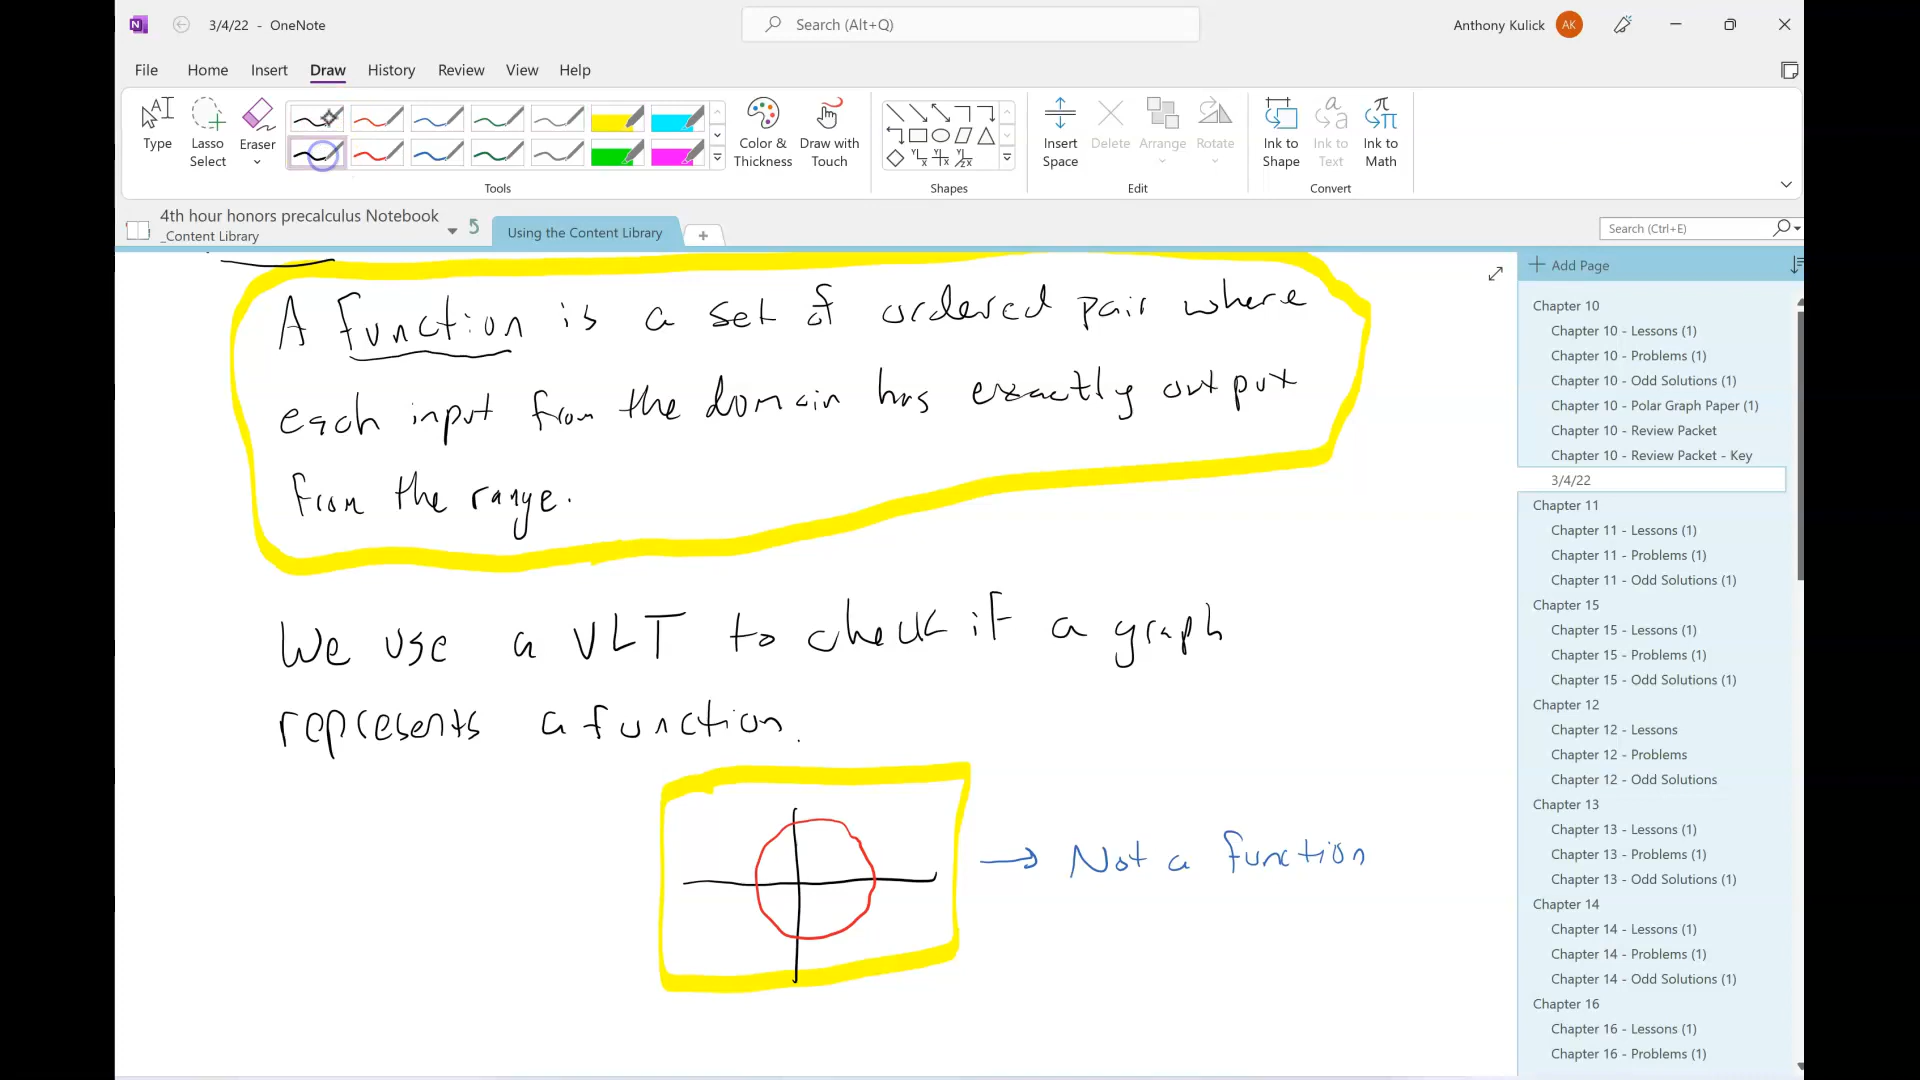 3/4/22 - OneNote
Search (Alt+Q)
Anthony Kulick AK
File Home Insert Draw History Review View Help
Type
Lasso Select
Eraser
Color & Thickness
Draw with Touch
Insert Space
Delete
Arrange
Rotate
Ink to Shape
Ink to Text
Ink to Math
Tools
Shapes
Edit
Convert
4th hour honors precalculus Notebook
_Content Library
Using the Content Library
Search (Ctrl+E)
A function is a set of ordered pair where
each input from the domain has exactly output
from the range.
We use a VLT to check if a graph
represents a function.
→ Not a function
Add Page
Chapter 10
Chapter 10 - Lessons (1)
Chapter 10 - Problems (1)
Chapter 10 - Odd Solutions (1)
Chapter 10 - Polar Graph Paper (1)
Chapter 10 - Review Packet
Chapter 10 - Review Packet - Key
3/4/22
Chapter 11
Chapter 11 - Lessons (1)
Chapter 11 - Problems (1)
Chapter 11 - Odd Solutions (1)
Chapter 15
Chapter 15 - Lessons (1)
Chapter 15 - Problems (1)
Chapter 15 - Odd Solutions (1)
Chapter 12
Chapter 12 - Lessons
Chapter 12 - Problems
Chapter 12 - Odd Solutions
Chapter 13
Chapter 13 - Lessons (1)
Chapter 13 - Problems (1)
Chapter 13 - Odd Solutions (1)
Chapter 14
Chapter 14 - Lessons (1)
Chapter 14 - Problems (1)
Chapter 14 - Odd Solutions (1)
Chapter 16
Chapter 16 - Lessons (1)
Chapter 16 - Problems (1)